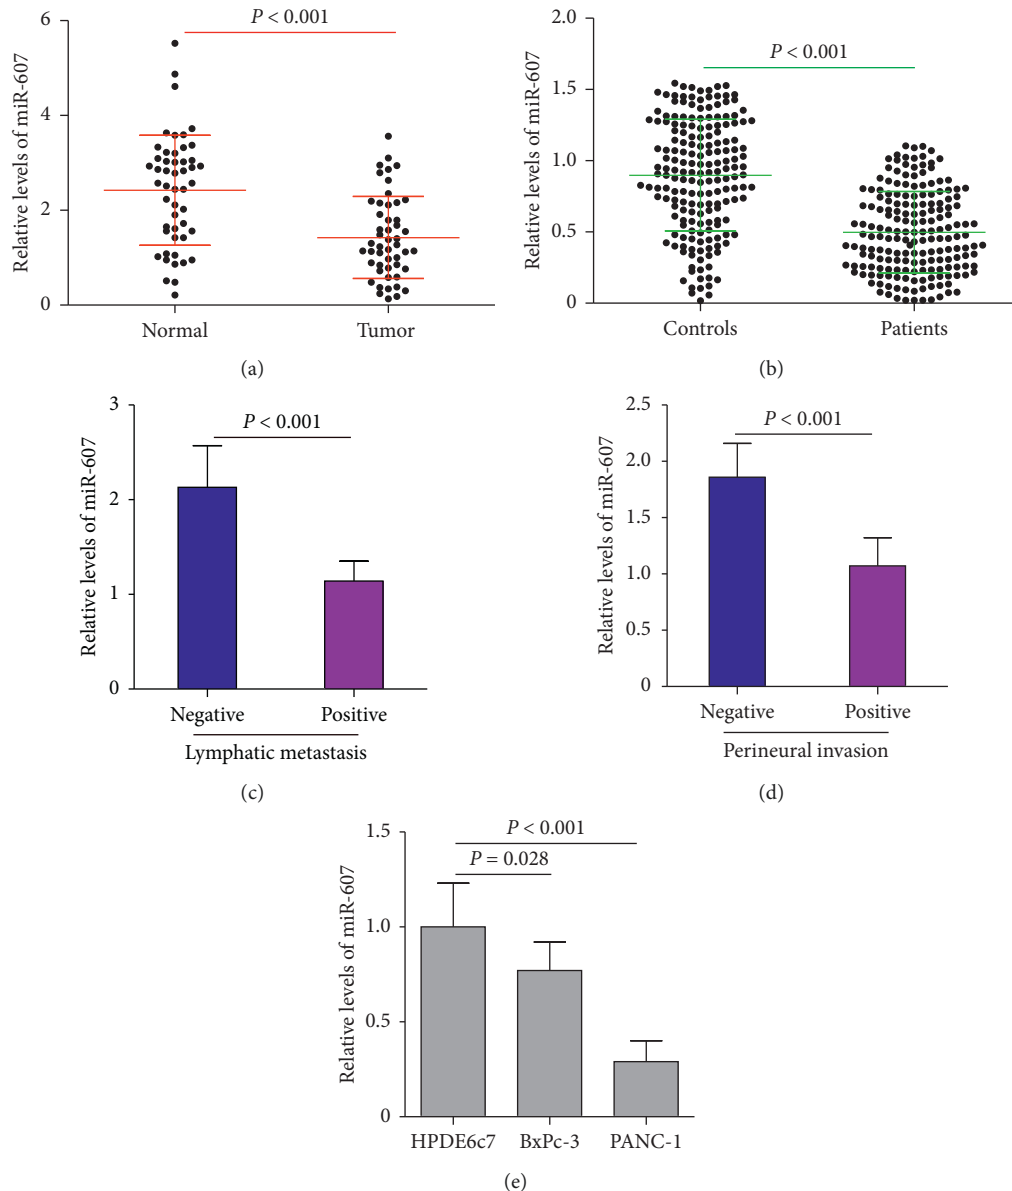 Relative levels of miR-607
6
4
2
0
P < 0.001
Normal
Tumor
(a)
Relative levels of miR-607
2.0
1.5
1.0
0.5
0
P < 0.001
Controls
Patients
(b)
Relative levels of miR-607
3
2
1
0
P < 0.001
Negative
Positive
Lymphatic metastasis
(c)
Relative levels of miR-607
2.5
2.0
1.5
1.0
0.5
0
P < 0.001
Negative
Positive
Perineural invasion
(d)
Relative levels of miR-607
1.5
1.0
0.5
0
P < 0.001
P = 0.028
HPDE6c7
BxPc-3
PANC-1
(e)